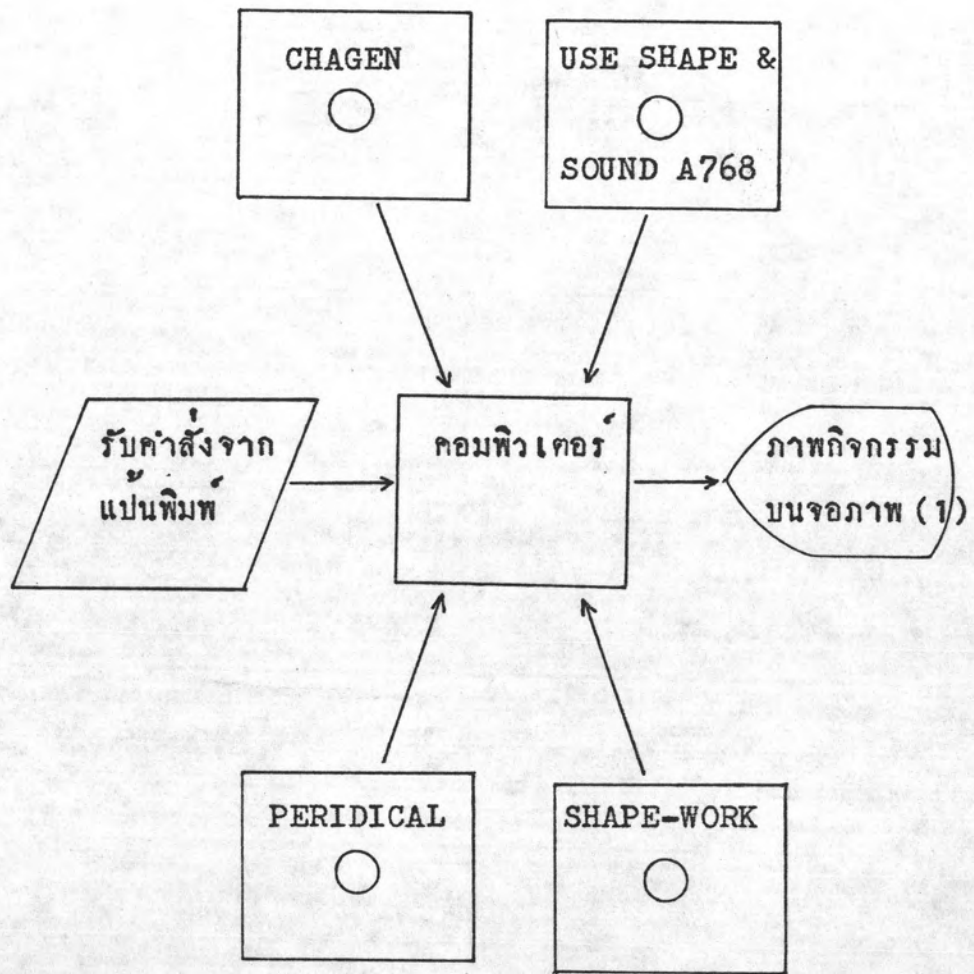 CHAGEN
USE SHAPE &
SOUND A768
รับคำสั่งจาก
แป้นพิมพ์
คอมพิวเตอร์
ภาพกิจกรรม
บนจอภาพ (1)
PERIDICAL
SHAPE-WORK